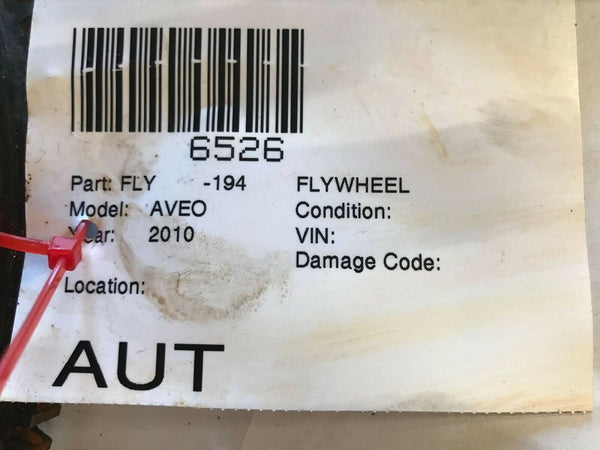 6526
Part: FLY -194 FLYWHEEL
Model: AVEO Condition:
Year: 2010 VIN:
Damage Code:
Location:
AUT